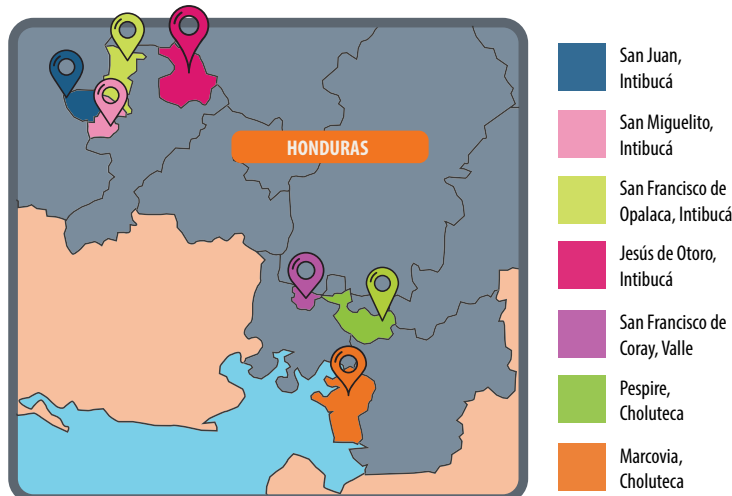 HONDURAS
San Juan,
Intibucá
San Miguelito,
Intibucá
San Francisco de
Opalaca, Intibucá
Jesús de Otoro,
Intibucá
San Francisco de
Coray, Valle
Pespire,
Choluteca
Marcovia,
Choluteca